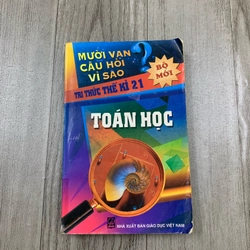 MƯỜI VẠN
CÂU HỎI
VÌ SAO
BỘ
MỚI
TRI THỨC THẾ KỈ 21
TOÁN HỌC
NHÀ XUẤT BẢN GIÁO DỤC VIỆT NAM